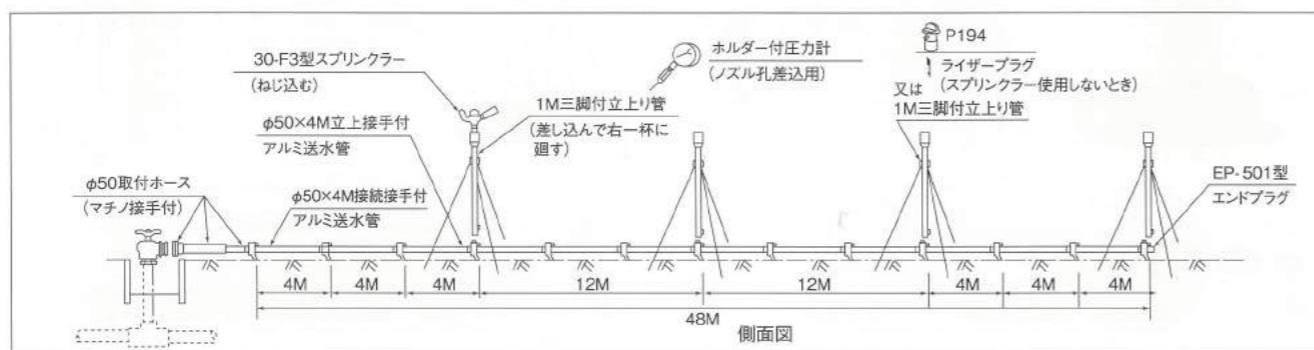 30-F3型スプリンクラー
(ねじ込む)
ホルダー付圧力計
(ノズル孔差込用)
P194
ライザープラグ
(スプリンクラー使用しないとき)
又は
1M三脚付立上り管
1M三脚付立上り管
(差し込んで右一杯に
廻す)
φ50×4M立上接手付
アルミ送水管
φ50取付ホース
(マチノ接手付)
φ50×4M接続接手付
アルミ送水管
EP-501型
エンドプラグ
4M 4M 4M 12M 12M 4M 4M 4M
48M
側面図